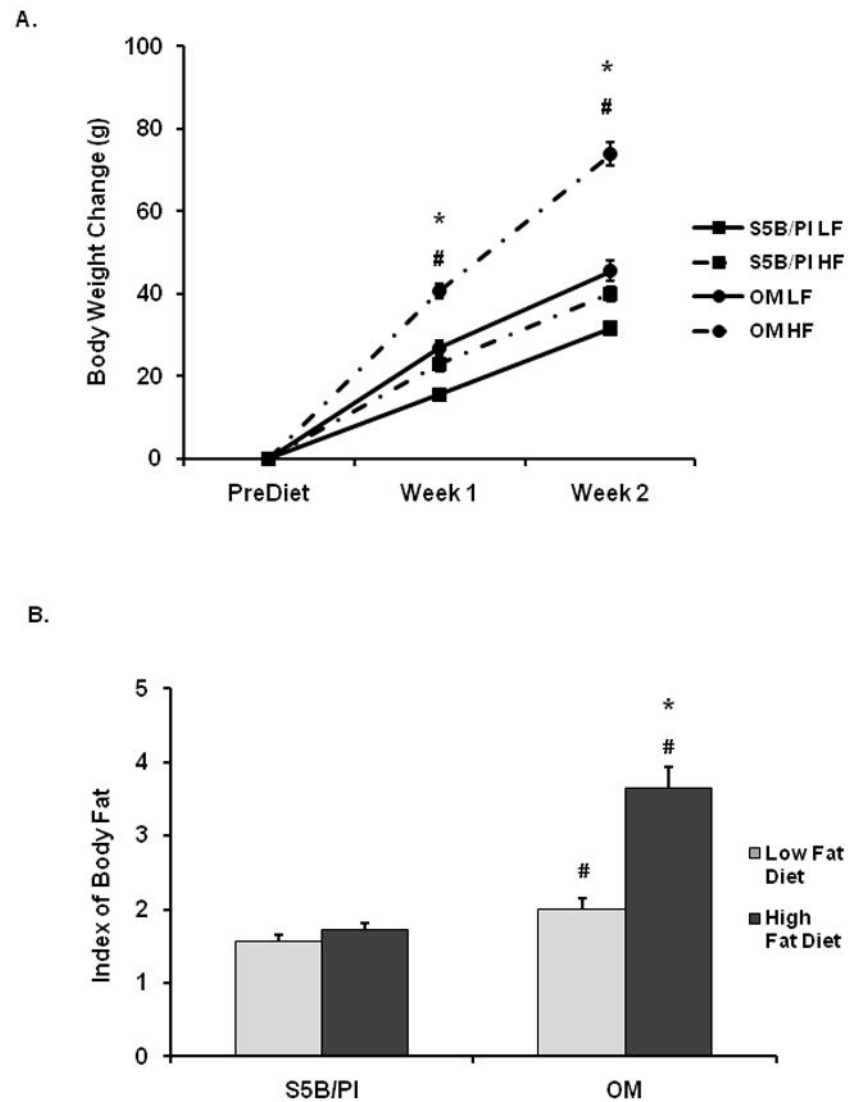 A.
100
80
60
40
20
0
Body Weight Change (g)
*
#
*
#
PreDiet
Week 1
Week 2
S5B/Pl LF
S5B/Pl HF
OM LF
OM HF
B.
5
4
3
2
1
0
Index of Body Fat
#
*
#
S5B/Pl
OM
Low Fat
Diet
High
Fat Diet